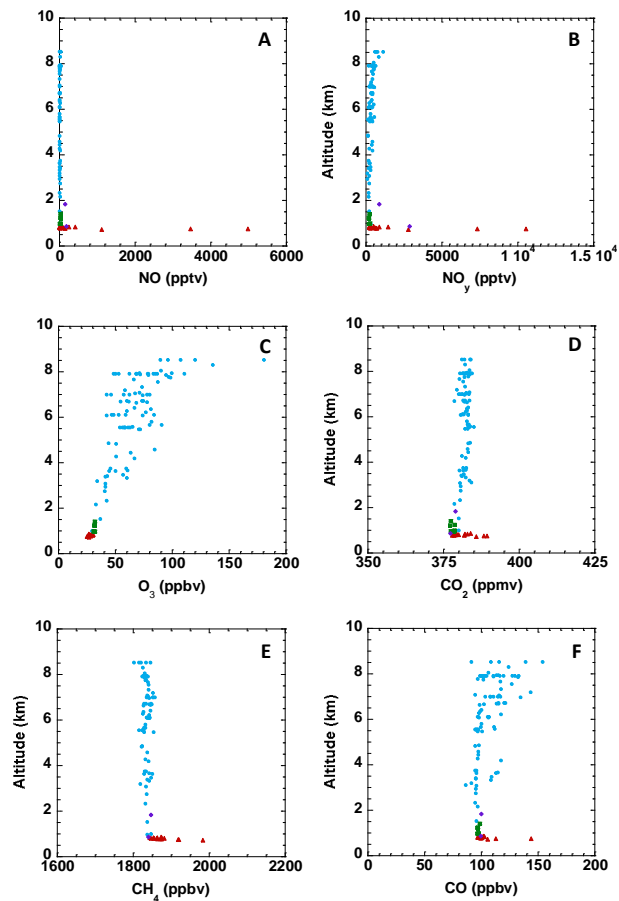 A
10
8
6
4
2
0
0 2000 4000 6000
NO (pptv)
B
Altitude (km)
10
8
6
4
2
0
0 5000 1 10⁴ 1.5 10⁴
NOᵧ (pptv)
C
10
8
6
4
2
0
0 50 100 150 200
O₃ (ppbv)
D
Altitude (km)
10
8
6
4
2
0
350 375 400 425
CO₂ (ppmv)
E
Altitude (km)
10
8
6
4
2
0
1600 1800 2000 2200
CH₄ (ppbv)
F
Altitude (km)
10
8
6
4
2
0
0 50 100 150 200
CO (ppbv)